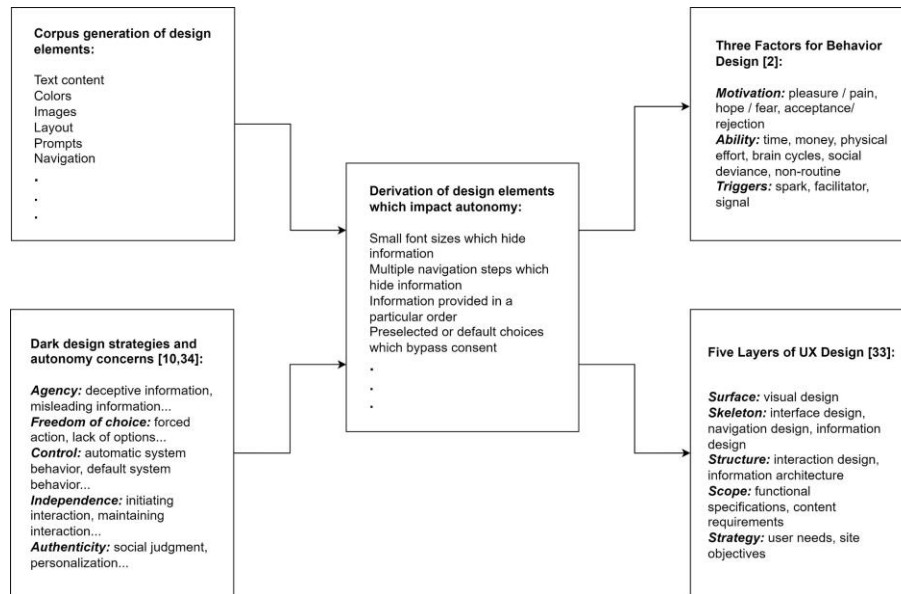 Corpus generation of design
elements:
Text content
Colors
Images
Layout
Prompts
Navigation
.
.
.
Dark design strategies and
autonomy concerns [10,34]:
Agency: deceptive information,
misleading information...
Freedom of choice: forced
action, lack of options...
Control: automatic system
behavior, default system
behavior...
Independence: initiating
interaction, maintaining
interaction...
Authenticity: social judgment,
personalization...
Derivation of design elements
which impact autonomy:
Small font sizes which hide
information
Multiple navigation steps which
hide information
Information provided in a
particular order
Preselected or default choices
which bypass consent
.
.
.
Three Factors for Behavior
Design [2]:
Motivation: pleasure / pain,
hope / fear, acceptance/
rejection
Ability: time, money, physical
effort, brain cycles, social
deviance, non-routine
Triggers: spark, facilitator,
signal
Five Layers of UX Design [33]:
Surface: visual design
Skeleton: interface design,
navigation design, information
design
Structure: interaction design,
information architecture
Scope: functional
specifications, content
requirements
Strategy: user needs, site
objectives